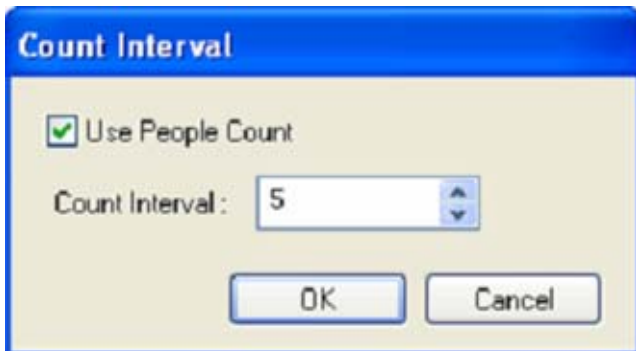 Count Interval
Use People Count
Count Interval : 5
OK Cancel